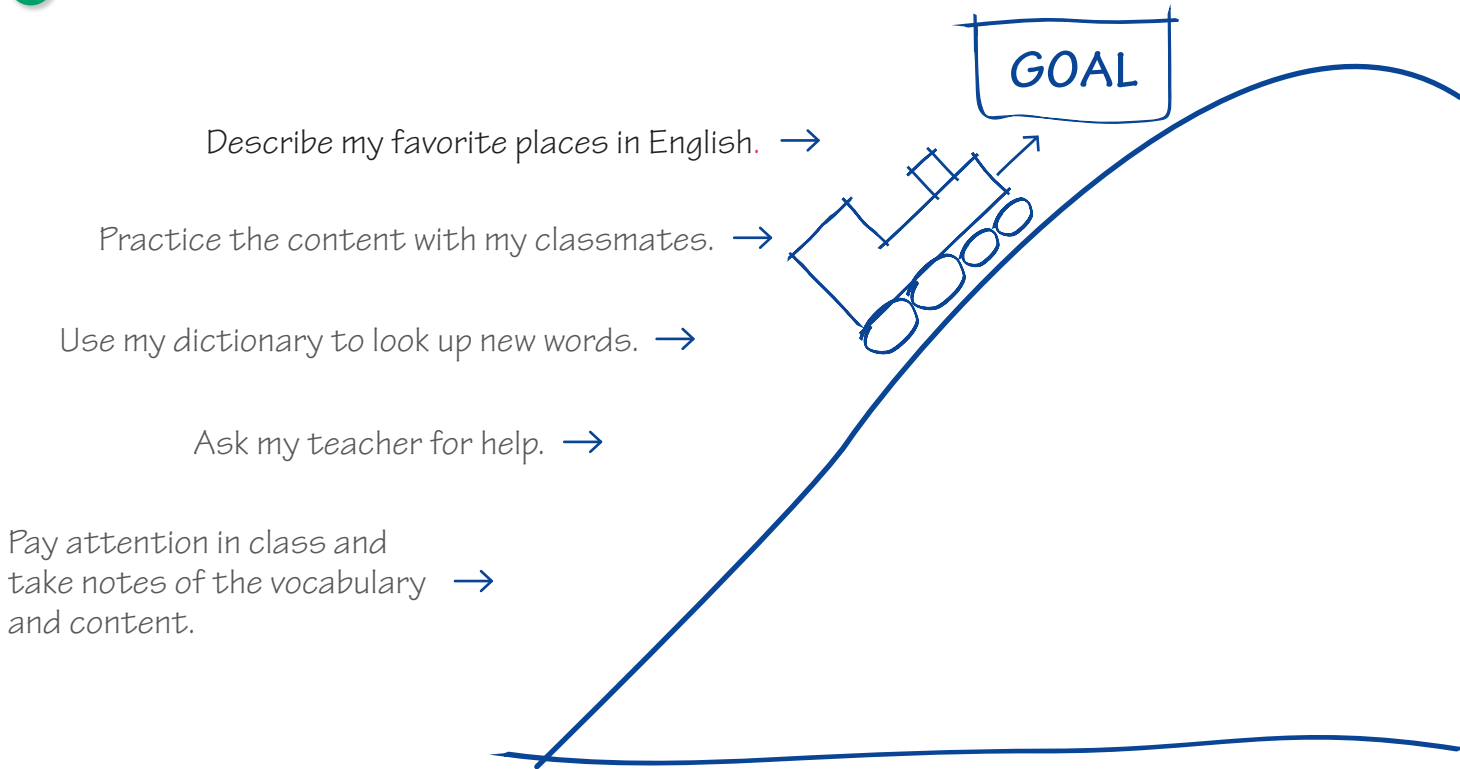 GOAL
Describe my favorite places in English.
Practice the content with my classmates.
Use my dictionary to look up new words.
Ask my teacher for help.
Pay attention in class and
take notes of the vocabulary
and content.